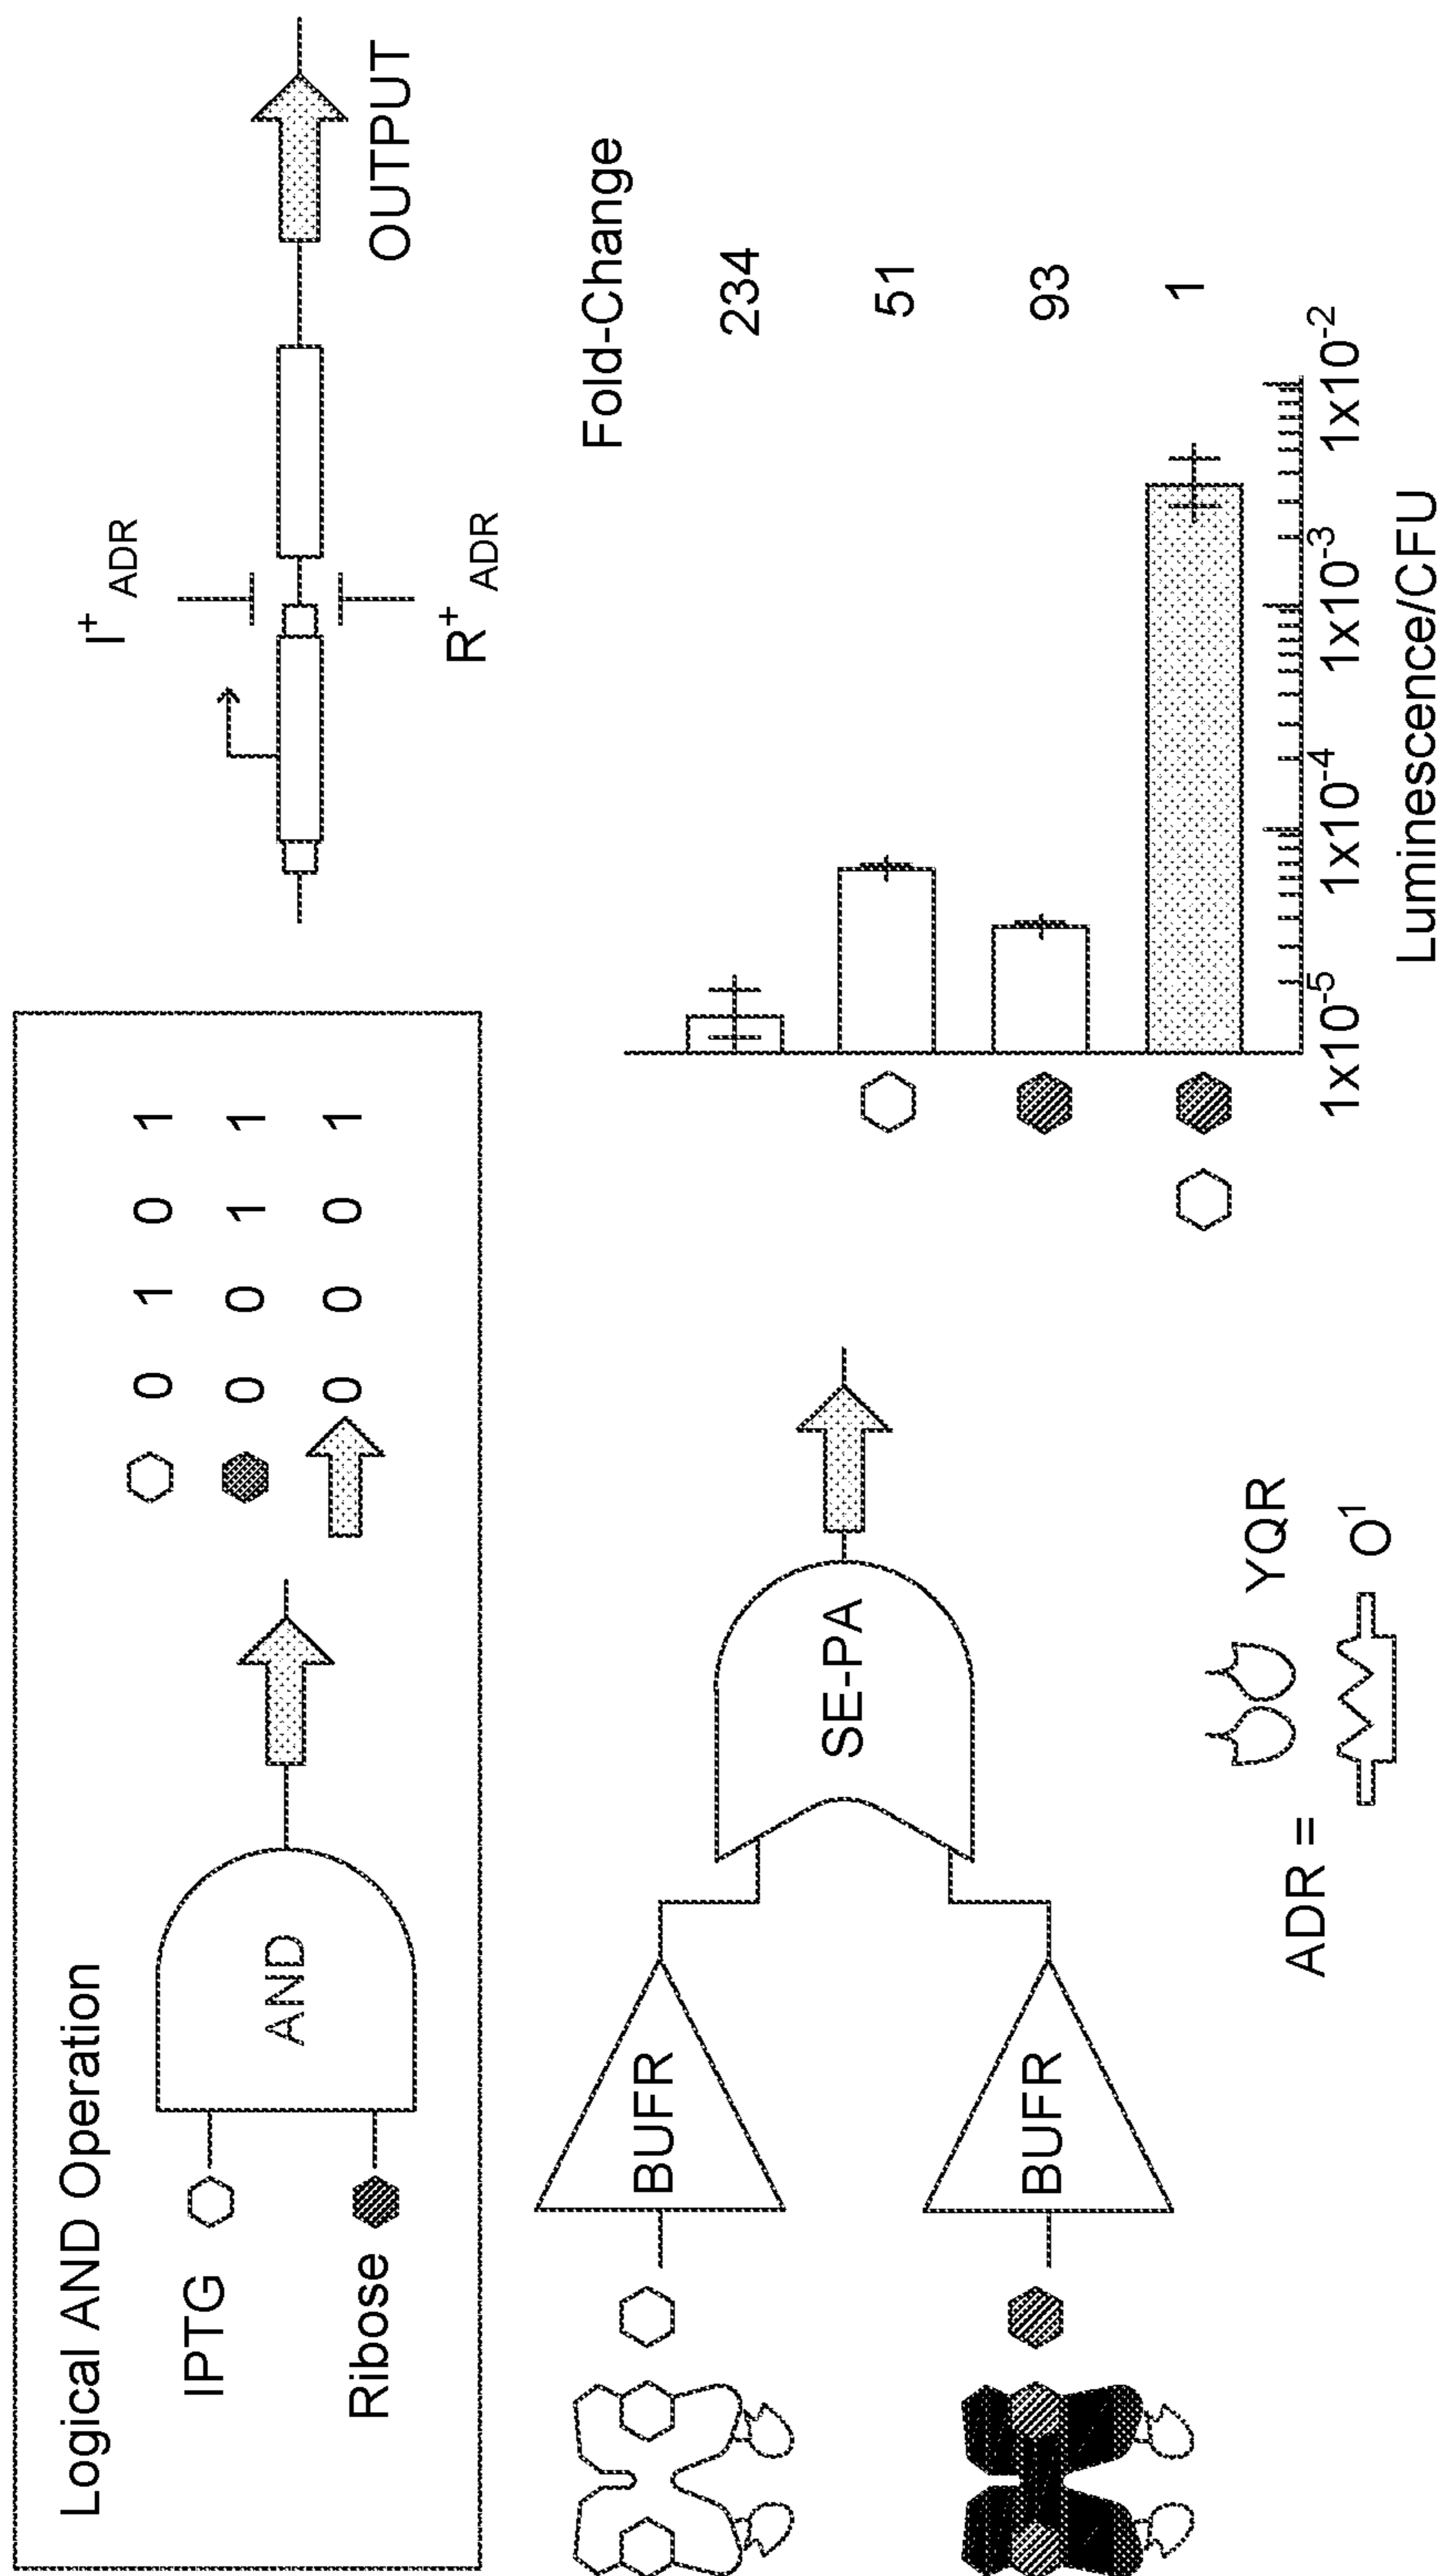 Logical AND Operation
IPTG
Ribose
AND
0 1 0 1
0 0 1 1
0 0 0 1
I⁺ADR
R⁺ADR
OUTPUT
BUFR
BUFR
SE-PA
ADR =
YQR
O¹
Fold-Change
234
51
93
1
1x10⁻⁵ 1x10⁻⁴ 1x10⁻³ 1x10⁻²
Luminescence/CFU